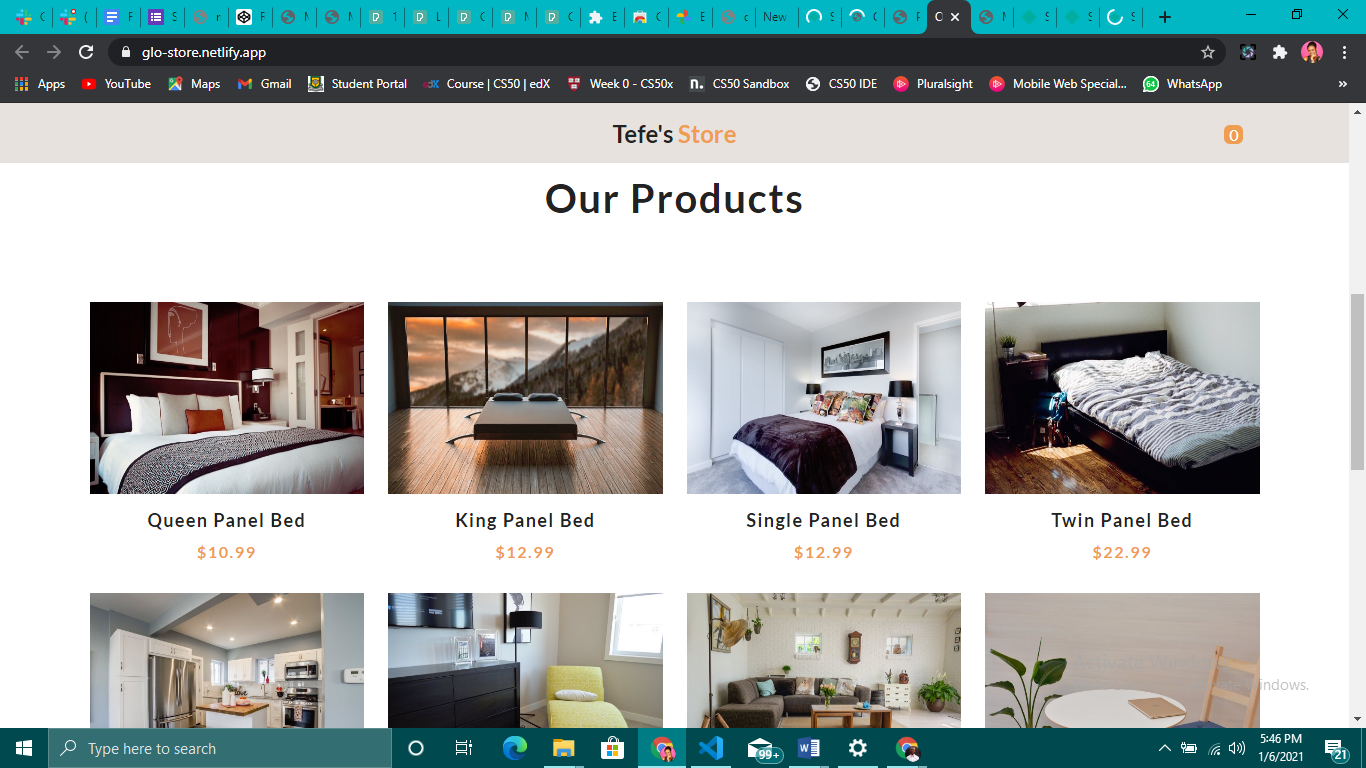 New
glo-store.netlify.app
Apps YouTube Maps Gmail Student Portal Course | CS50 | edX Week 0 - CS50x CS50 Sandbox CS50 IDE Pluralsight Mobile Web Special... WhatsApp »
Tefe's Store 0
Our Products
Queen Panel Bed King Panel Bed Single Panel Bed Twin Panel Bed
$10.99 $12.99 $12.99 $22.99
Type here to search
99+
5:46 PM
1/6/2021
21